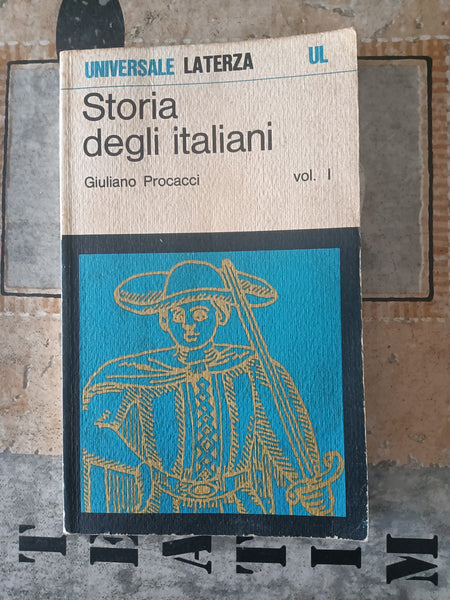 UNIVERSALE LATERZA UL
Storia
degli italiani
Giuliano Procacci vol. I